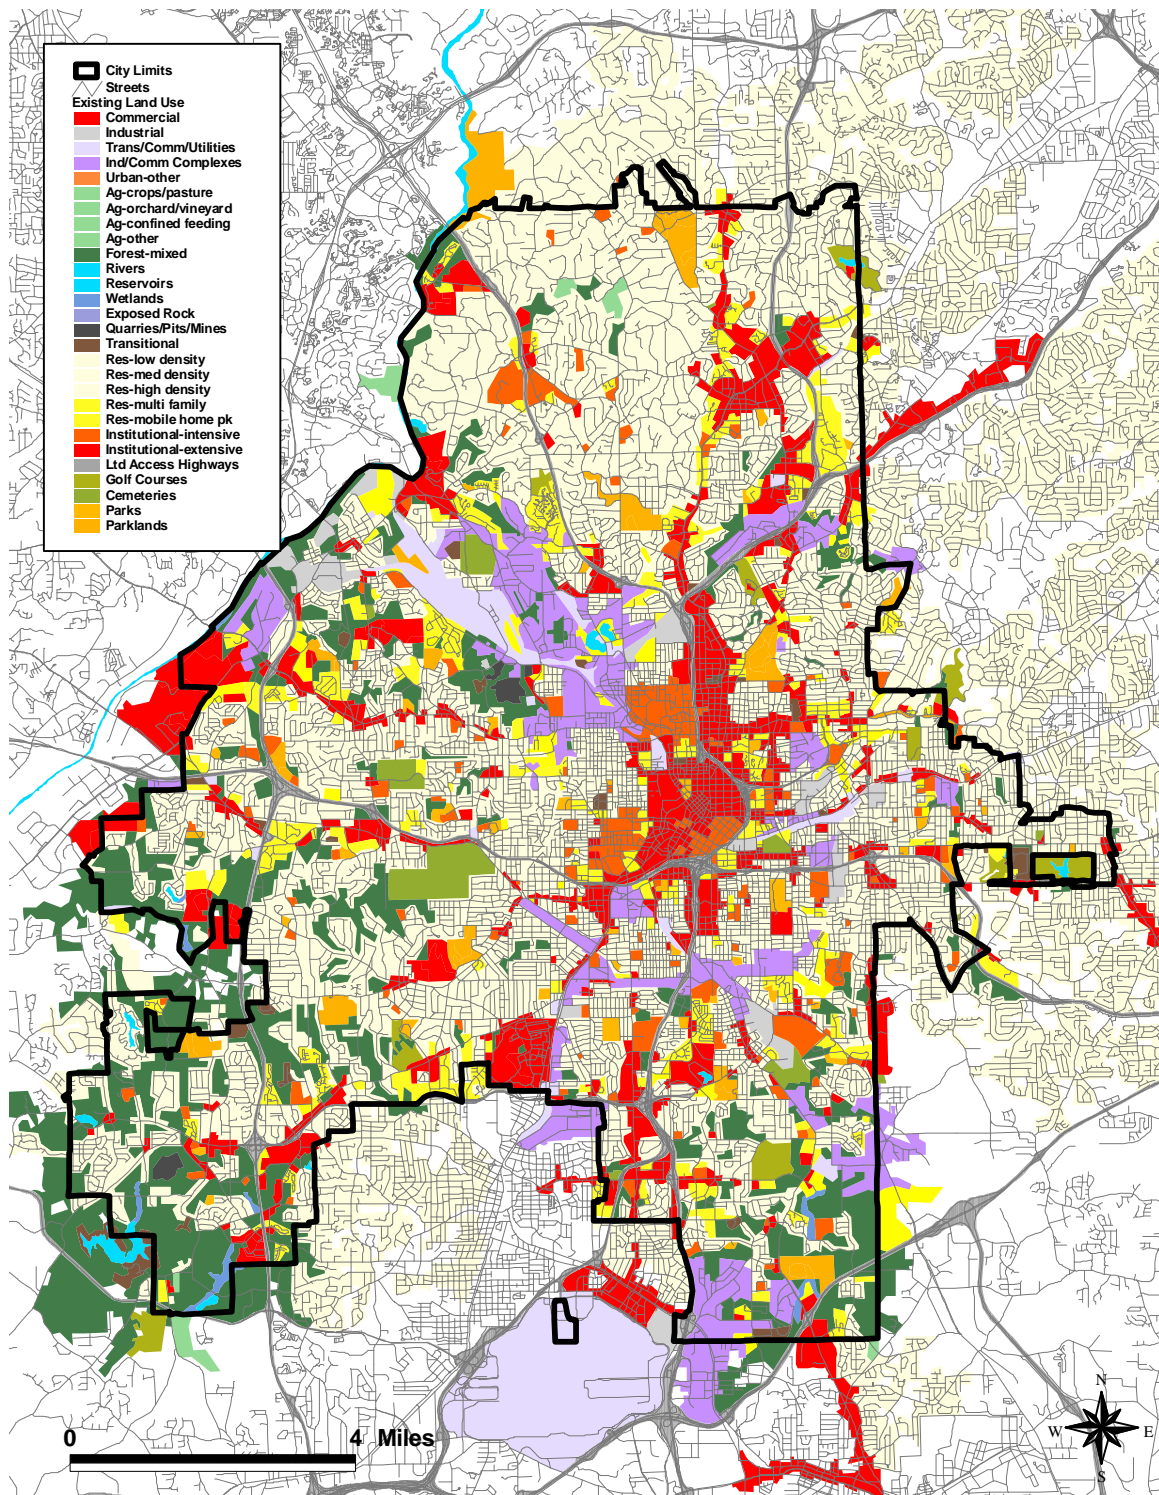 City Limits
Streets
Existing Land Use
Commercial
Industrial
Trans/Comm/Utilities
Ind/Comm Complexes
Urban-other
Ag-crops/pasture
Ag-orchard/vineyard
Ag-confined feeding
Ag-other
Forest-mixed
Rivers
Reservoirs
Wetlands
Exposed Rock
Quarries/Pits/Mines
Transitional
Res-low density
Res-med density
Res-high density
Res-multi family
Res-mobile home pk
Institutional-intensive
Institutional-extensive
Ltd Access Highways
Golf Courses
Cemeteries
Parks
Parklands
N
W E
S
0 4 Miles